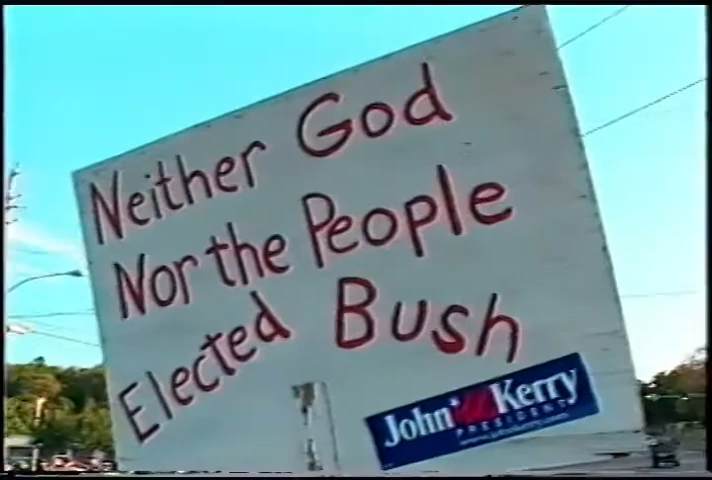 Neither God
Nor the People
Elected Bush
John Kerry
PRESIDENT